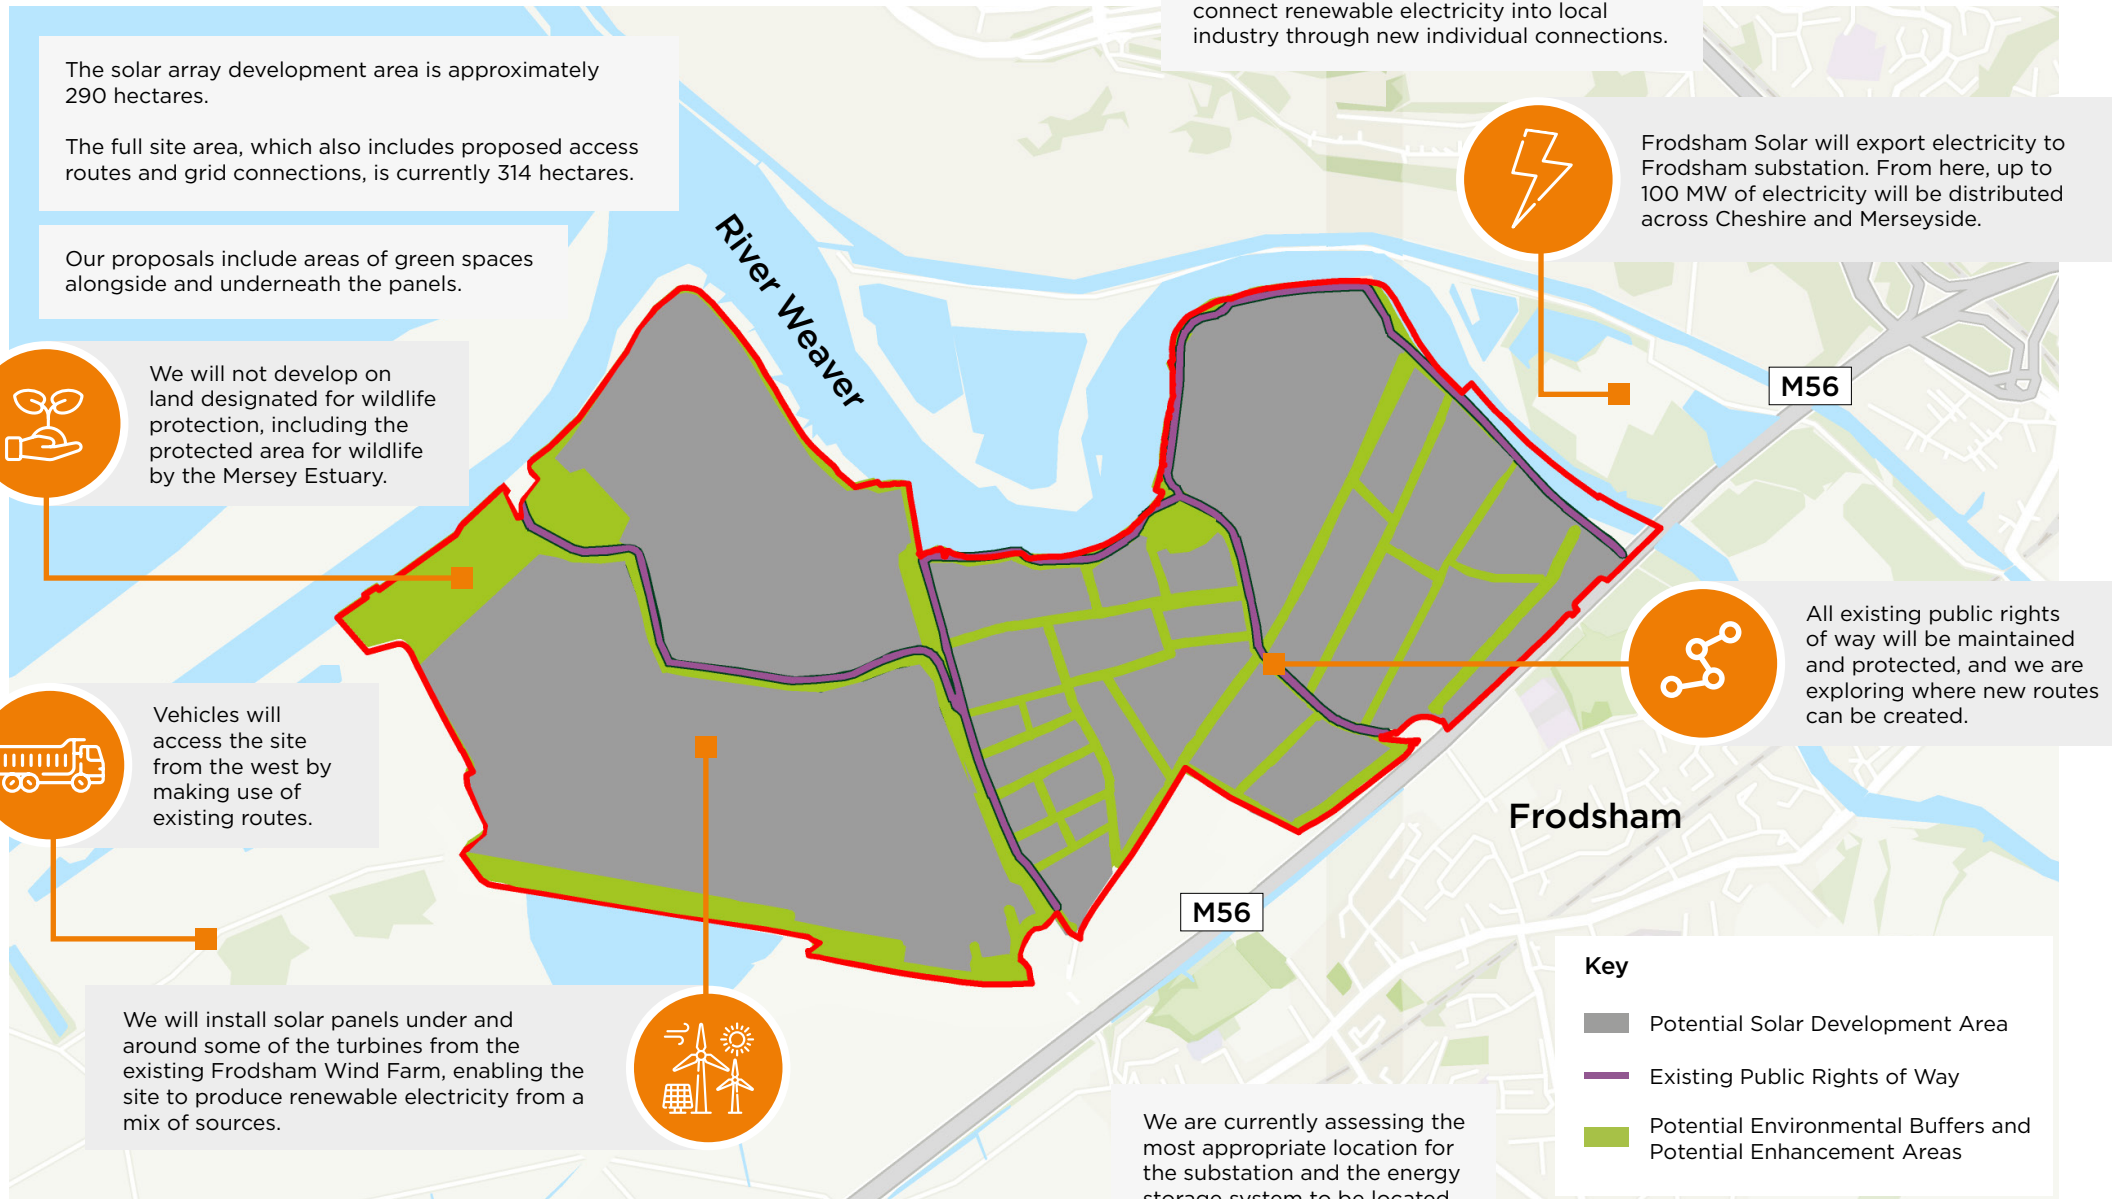 connect renewable electricity into local
industry through new individual connections.
The solar array development area is approximately
290 hectares.
The full site area, which also includes proposed access
routes and grid connections, is currently 314 hectares.
Our proposals include areas of green spaces
alongside and underneath the panels.
Frodsham Solar will export electricity to
Frodsham substation. From here, up to
100 MW of electricity will be distributed
across Cheshire and Merseyside.
River Weaver
We will not develop on
land designated for wildlife
protection, including the
protected area for wildlife
by the Mersey Estuary.
M56
All existing public rights
of way will be maintained
and protected, and we are
exploring where new routes
can be created.
Vehicles will
access the site
from the west by
making use of
existing routes.
Frodsham
M56
We will install solar panels under and
around some of the turbines from the
existing Frodsham Wind Farm, enabling the
site to produce renewable electricity from a
mix of sources.
We are currently assessing the
most appropriate location for
the substation and the energy
storage system to be located
Key
Potential Solar Development Area
Existing Public Rights of Way
Potential Environmental Buffers and
Potential Enhancement Areas